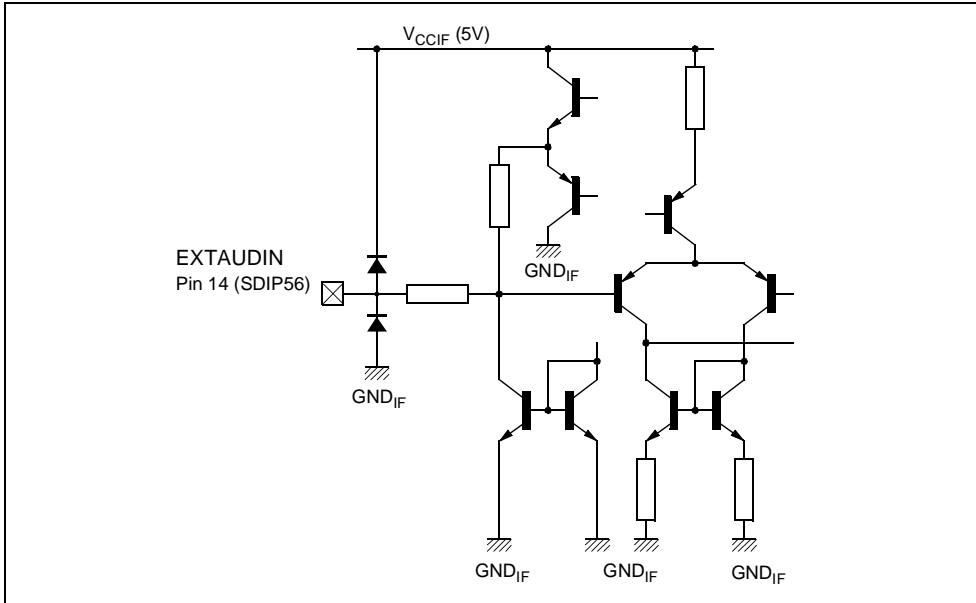 V_CCIF (5V)
EXTAUDIN
Pin 14 (SDIP56)
GND_IF
GND_IF
GND_IF
GND_IF
GND_IF